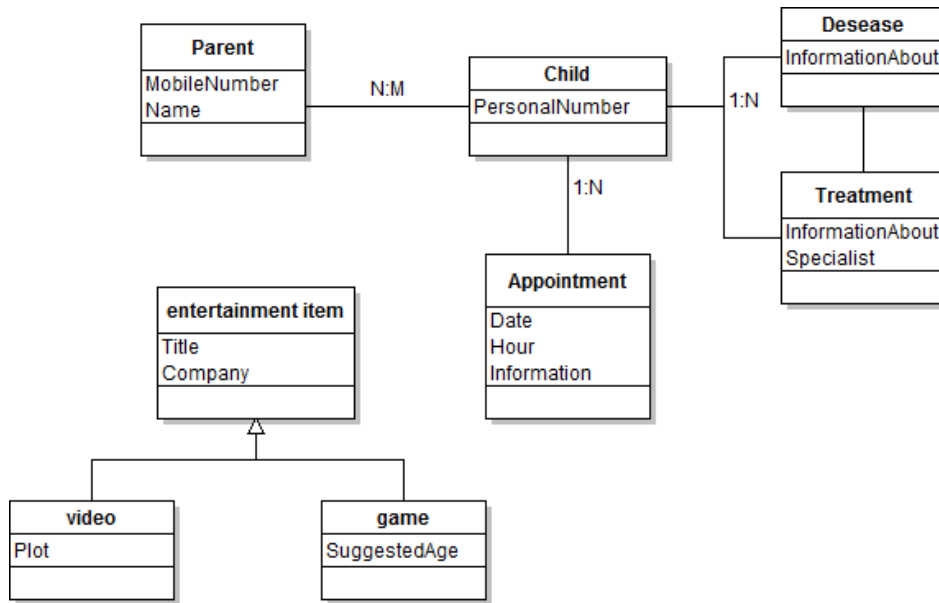 Parent
MobileNumber
Name
N:M
Child
PersonalNumber
1:N
Desease
InformationAbout
Treatment
InformationAbout
Specialist
1:N
Appointment
Date
Hour
Information
entertainment item
Title
Company
video
Plot
game
SuggestedAge